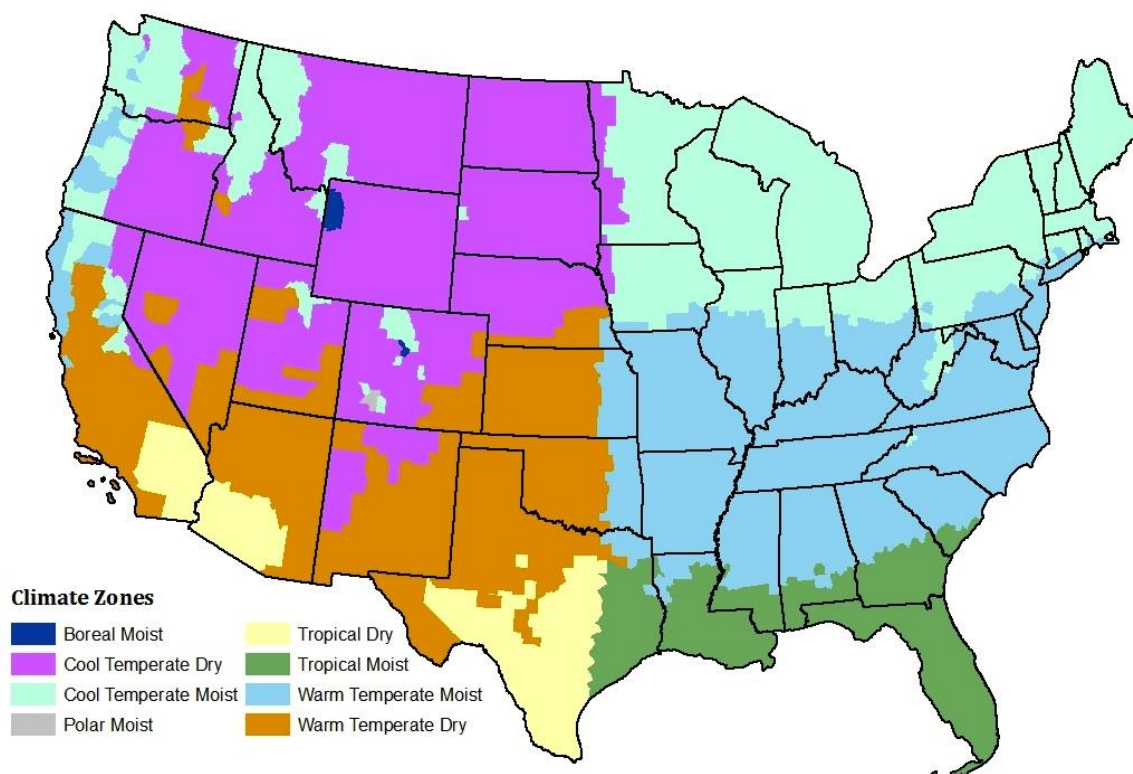 Climate Zones
Boreal Moist
Cool Temperate Dry
Cool Temperate Moist
Polar Moist
Tropical Dry
Tropical Moist
Warm Temperate Moist
Warm Temperate Dry